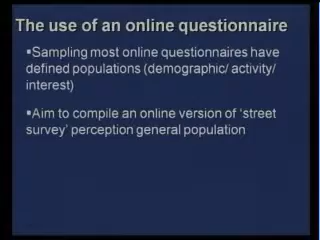 The use of an online questionnaire
▪Sampling most online questionnaires have
defined populations (demographic/ activity/
interest)
▪Aim to compile an online version of ‘street
survey’ perception general population